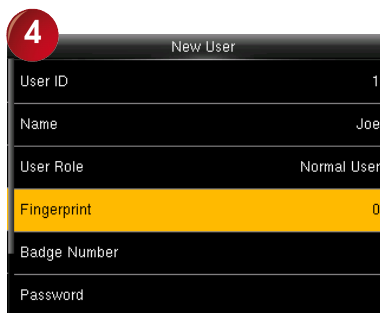 4
New User
User ID 1
Name Joe
User Role Normal User
Fingerprint 0
Badge Number
Password